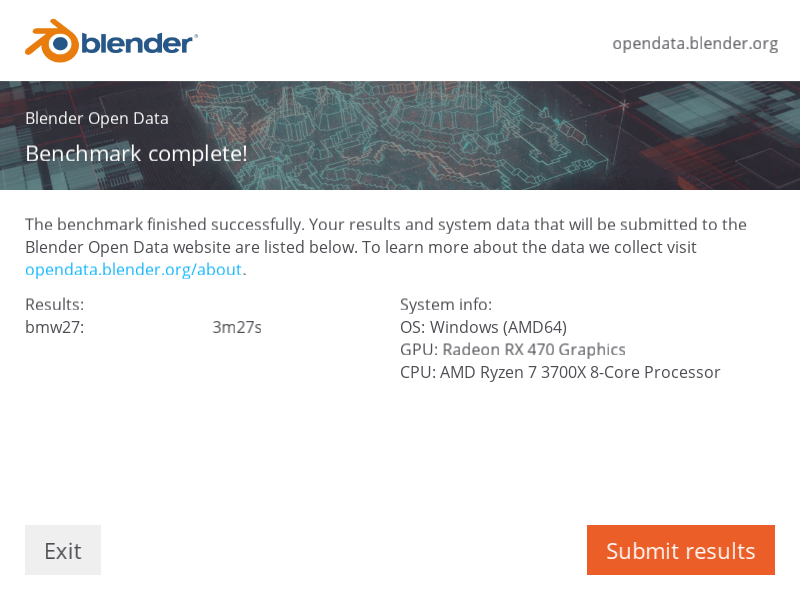 blender
opendata.blender.org
Blender Open Data
Benchmark complete!
The benchmark finished successfully. Your results and system data that will be submitted to the
Blender Open Data website are listed below. To learn more about the data we collect visit
opendata.blender.org/about.
Results:
bmw27: 3m27s
System info:
OS: Windows (AMD64)
GPU: Radeon RX 470 Graphics
CPU: AMD Ryzen 7 3700X 8-Core Processor
Exit
Submit results